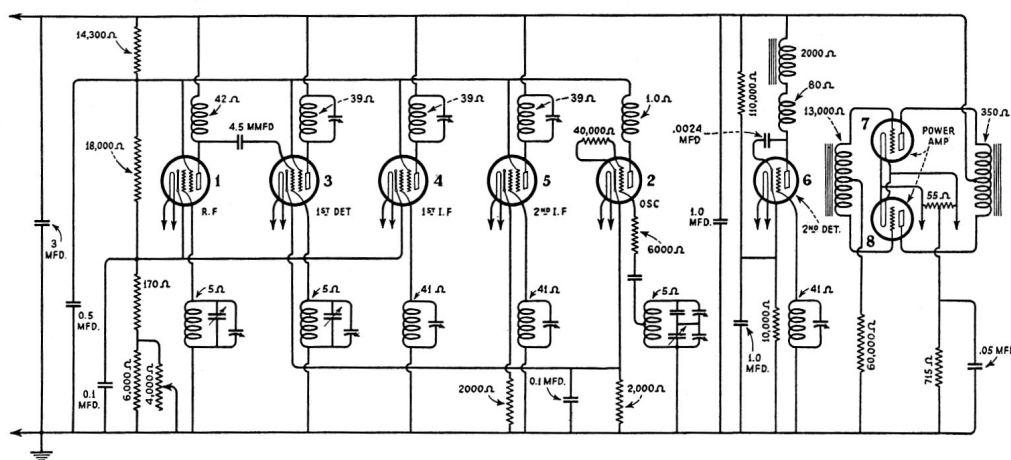 14,300Ω
42Ω
39Ω
39Ω
39Ω
1.0Ω
4.5 MMFD
40,000Ω
18,000Ω
1
3
4
5
2
R.F
1ST DET
1ST I.F
2ND I.F
OSC
6000Ω
3
MFD.
170Ω
5Ω
5Ω
41Ω
41Ω
5Ω
0.5
MFD.
0.1
MFD.
6,000Ω
4,000Ω
2000Ω
0.1 MFD.
2,000Ω
110,000Ω
2000Ω
80Ω
.0024
MFD
6
2ND DET.
1.0
MFD.
10,000Ω
41Ω
1.0
MFD.
13,000Ω
7
POWER
AMP
350Ω
55Ω
8
60,000Ω
715Ω
.05 MFD